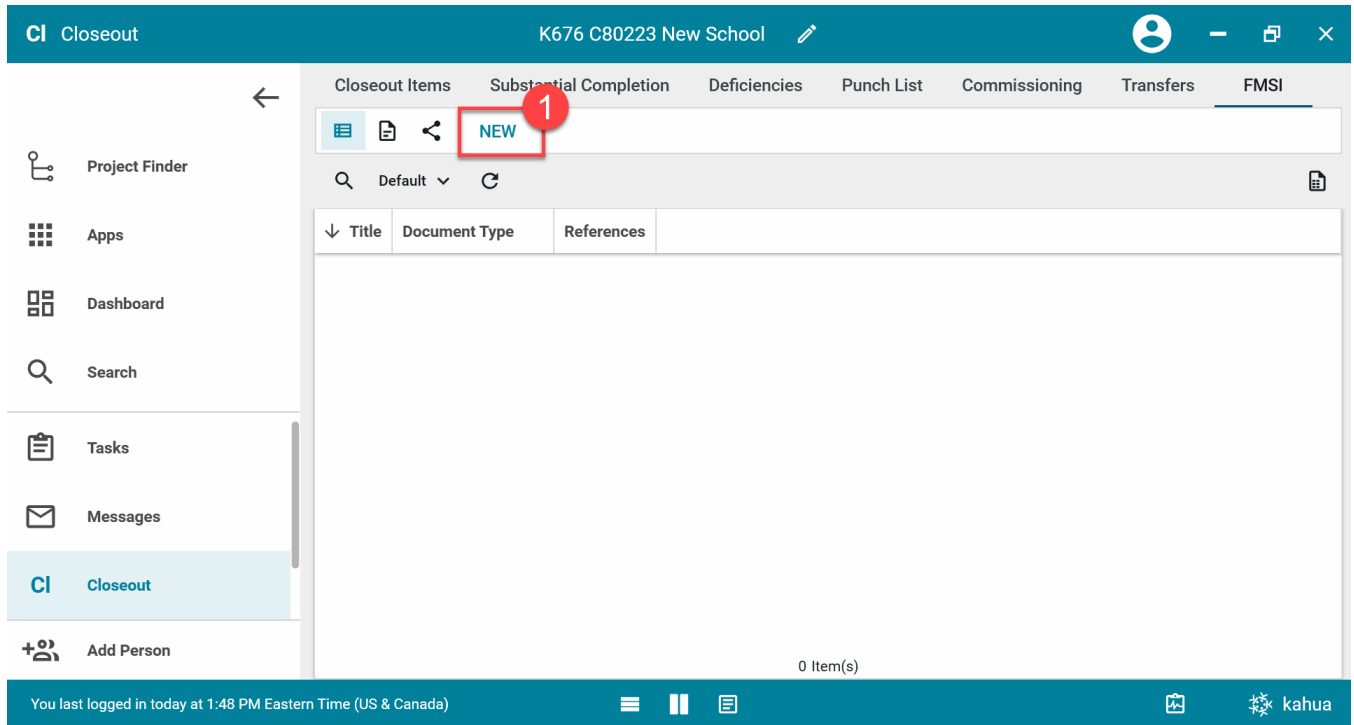 Cl Closeout
K676 C80223 New School
Closeout Items Substantial Completion Deficiencies Punch List Commissioning Transfers FMSI
1
NEW
Default
Title Document Type References
Project Finder
Apps
Dashboard
Search
Tasks
Messages
Cl Closeout
Add Person
0 Item(s)
You last logged in today at 1:48 PM Eastern Time (US & Canada)
kahua